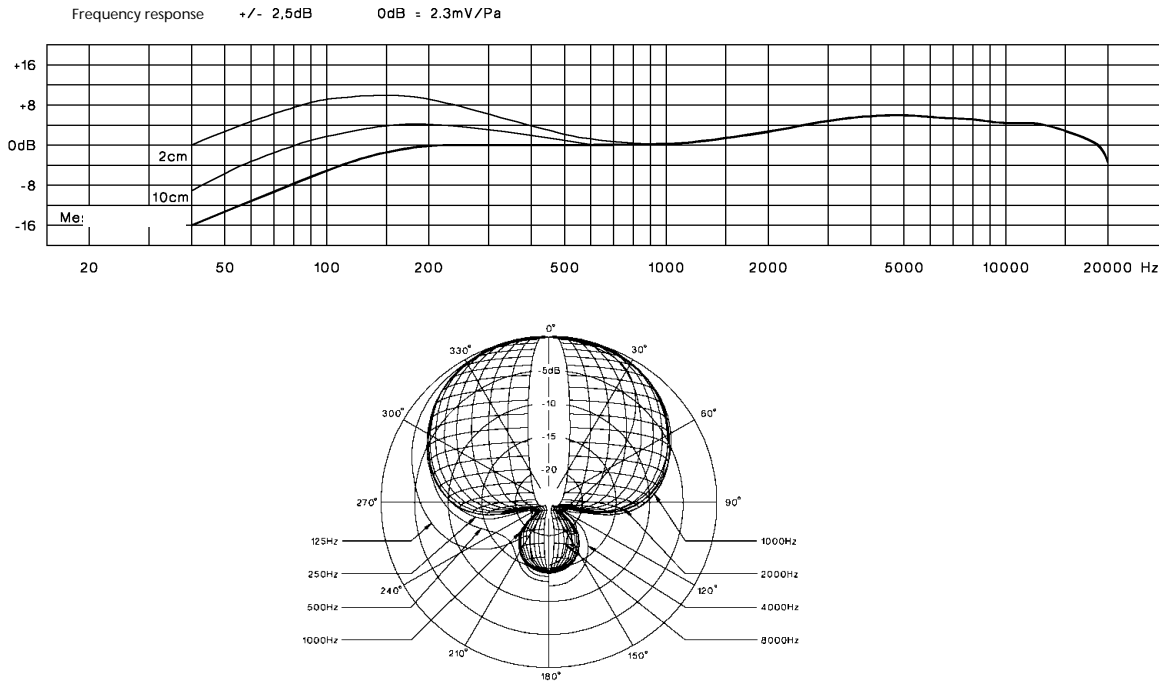 Frequency response +/- 2,5dB 0dB = 2.3mV/Pa
+16
+8
0dB
2cm
-8
10cm
Me:
-16
20 50 100 200 500 1000 2000 5000 10000 20000 Hz
0°
330° 30°
-5dB
-10
300° 60°
-15
-20
270° 90°
125Hz 1000Hz
250Hz 2000Hz
240° 120°
500Hz 4000Hz
1000Hz 8000Hz
210° 150°
180°